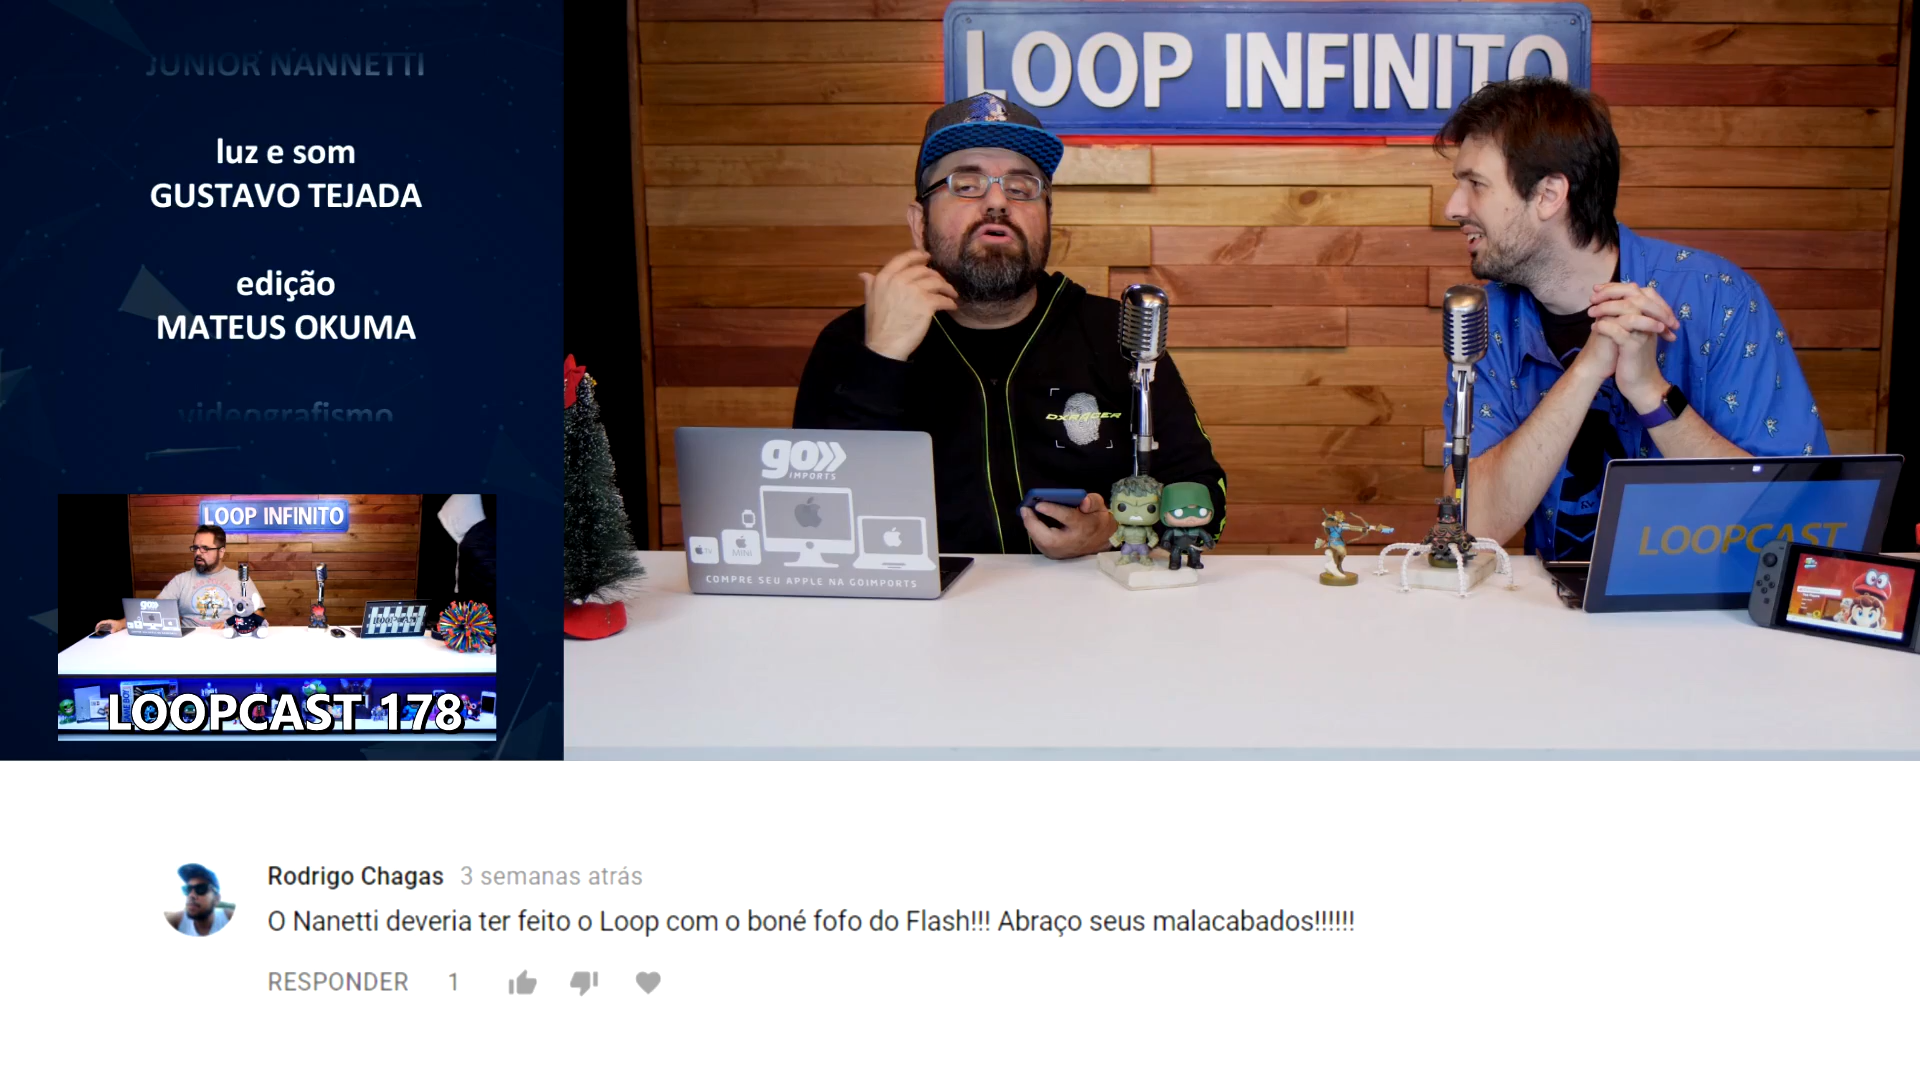 JUNIOR NANNETTI
luz e som
GUSTAVO TEJADA
edição
MATEUS OKUMA
videografismo
LOOP INFINITO
LOOPCAST 178
LOOP INFINITO
DXRACER
go»
IMPORTS
MINI
COMPRE SEU APPLE NA GOIMPORTS
LOOPCAST
Rodrigo Chagas 3 semanas atrás
O Nanetti deveria ter feito o Loop com o boné fofo do Flash!!! Abraço seus malacabados!!!!!!
RESPONDER 1